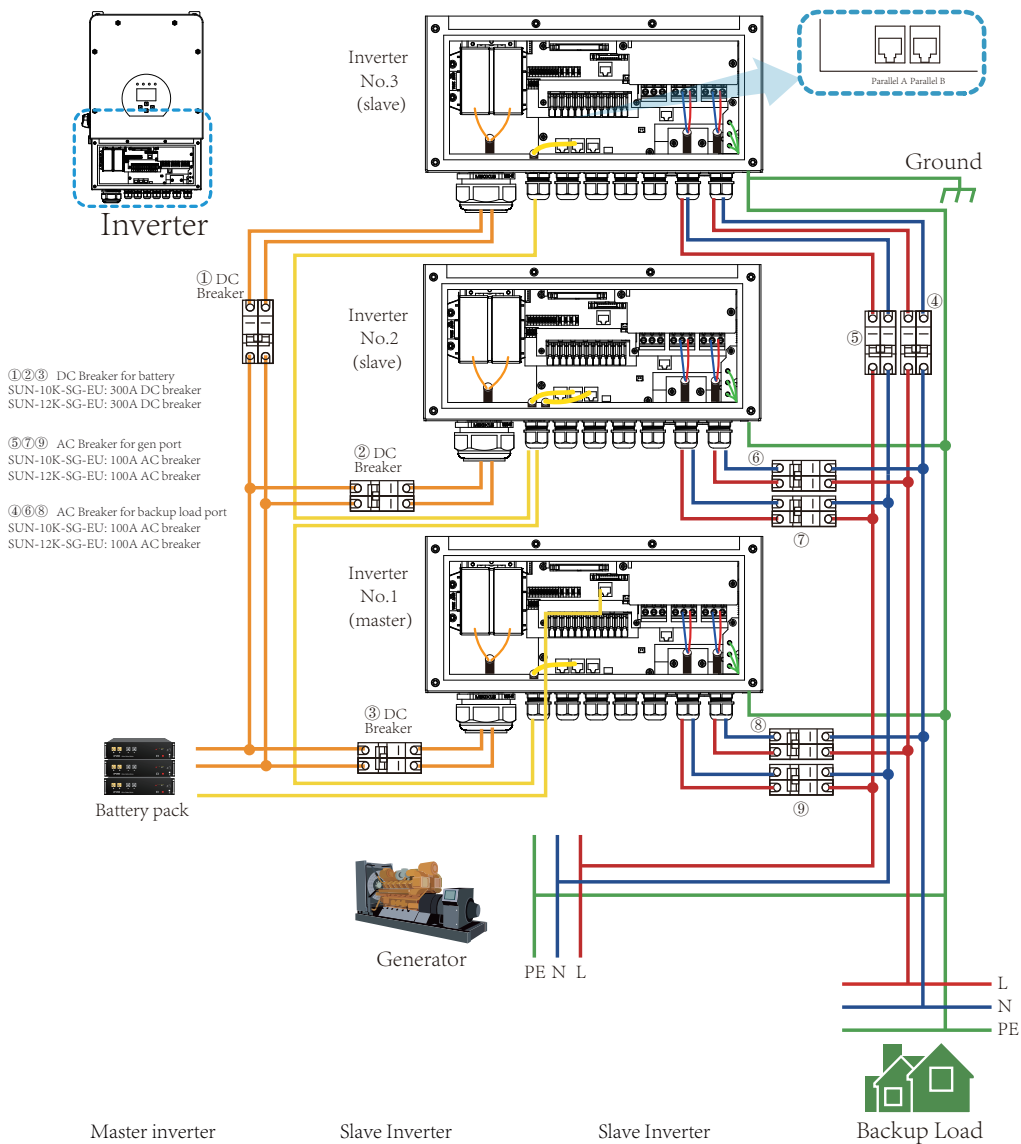 Inverter
No.3
(slave)
Parallel A Parallel B
Ground
Inverter
① DC
Breaker
Inverter
No.2
(slave)
④
⑤
①②③ DC Breaker for battery
SUN-10K-SG-EU: 300A DC breaker
SUN-12K-SG-EU: 300A DC breaker
⑤⑦⑨ AC Breaker for gen port
SUN-10K-SG-EU: 100A AC breaker
SUN-12K-SG-EU: 100A AC breaker
② DC
Breaker
⑥
④⑥⑧ AC Breaker for backup load port
SUN-10K-SG-EU: 100A AC breaker
SUN-12K-SG-EU: 100A AC breaker
⑦
Inverter
No.1
(master)
③ DC
Breaker
⑧
Battery pack
⑨
Generator
PE N L
L
N
PE
Master inverter
Slave Inverter
Slave Inverter
Backup Load